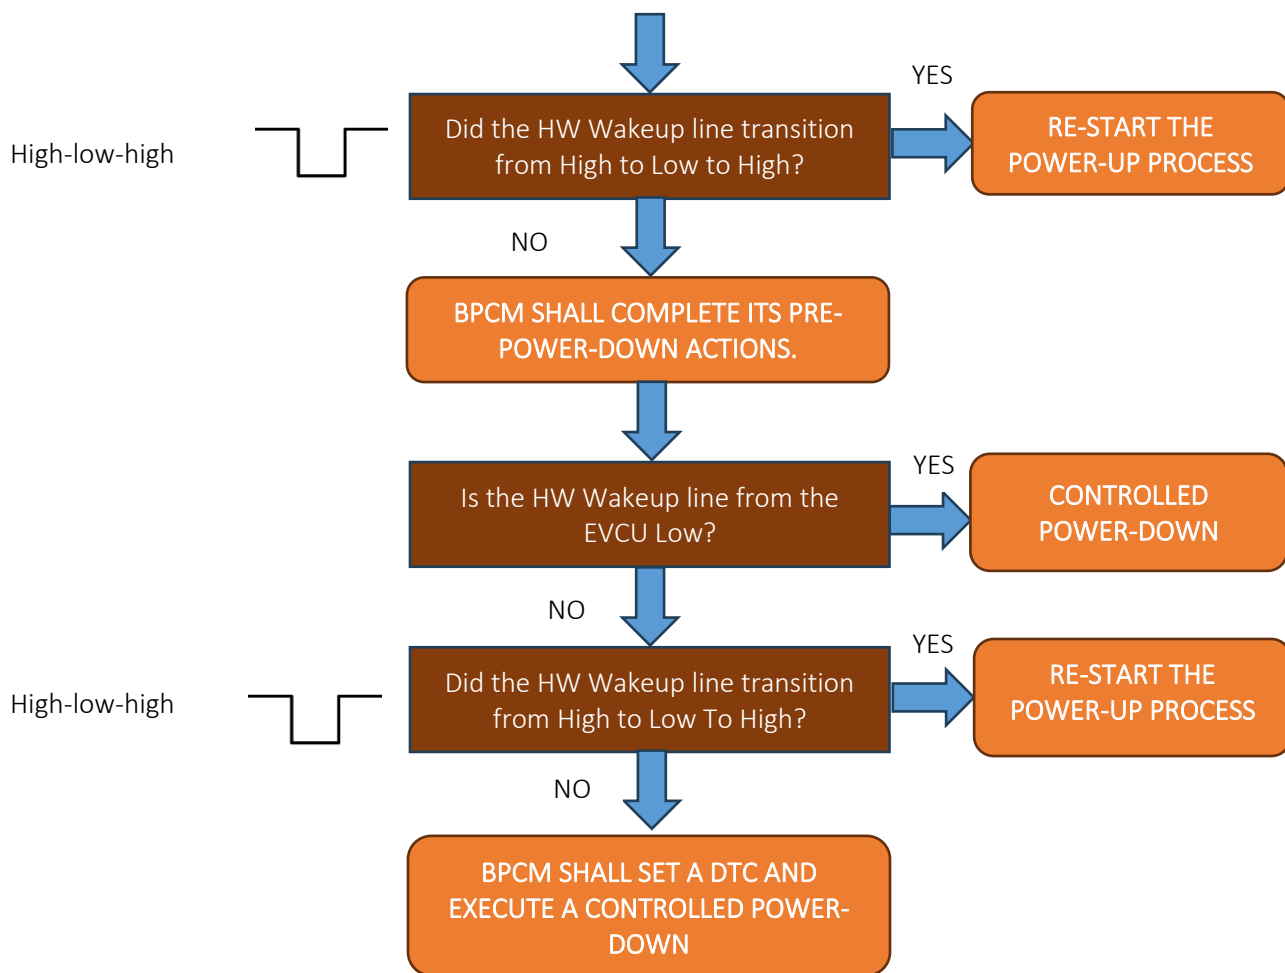 YES
Did the HW Wakeup line transition
from High to Low to High?
RE-START THE
POWER-UP PROCESS
High-low-high
NO
BPCM SHALL COMPLETE ITS PRE-
POWER-DOWN ACTIONS.
YES
Is the HW Wakeup line from the
EVCU Low?
CONTROLLED
POWER-DOWN
NO
YES
Did the HW Wakeup line transition
from High to Low To High?
RE-START THE
POWER-UP PROCESS
High-low-high
NO
BPCM SHALL SET A DTC AND
EXECUTE A CONTROLLED POWER-
DOWN